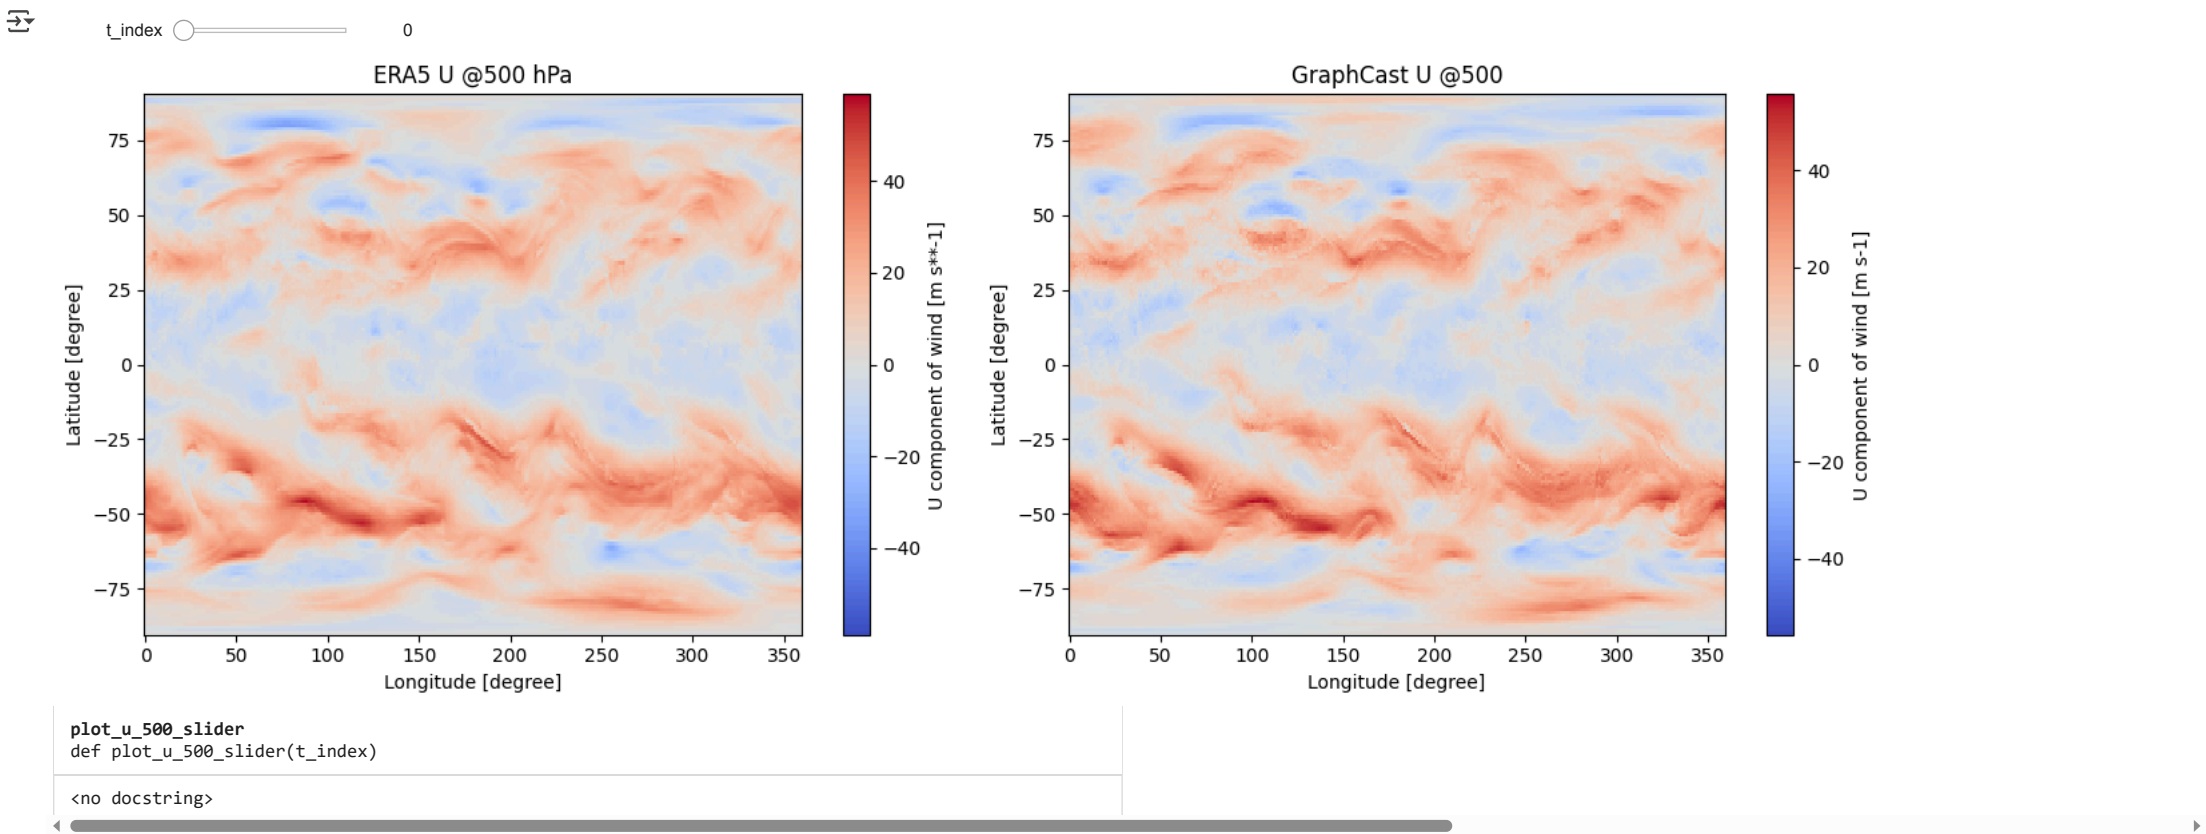 t_index 0
ERA5 U @500 hPa
75
50
25
0
−25
−50
−75
Latitude [degree]
0 50 100 150 200 250 300 350
Longitude [degree]
40
20
0
−20
−40
U component of wind [m s**-1]
GraphCast U @500
75
50
25
0
−25
−50
−75
Latitude [degree]
0 50 100 150 200 250 300 350
Longitude [degree]
40
20
0
−20
−40
U component of wind [m s-1]
plot_u_500_slider
def plot_u_500_slider(t_index)
<no docstring>